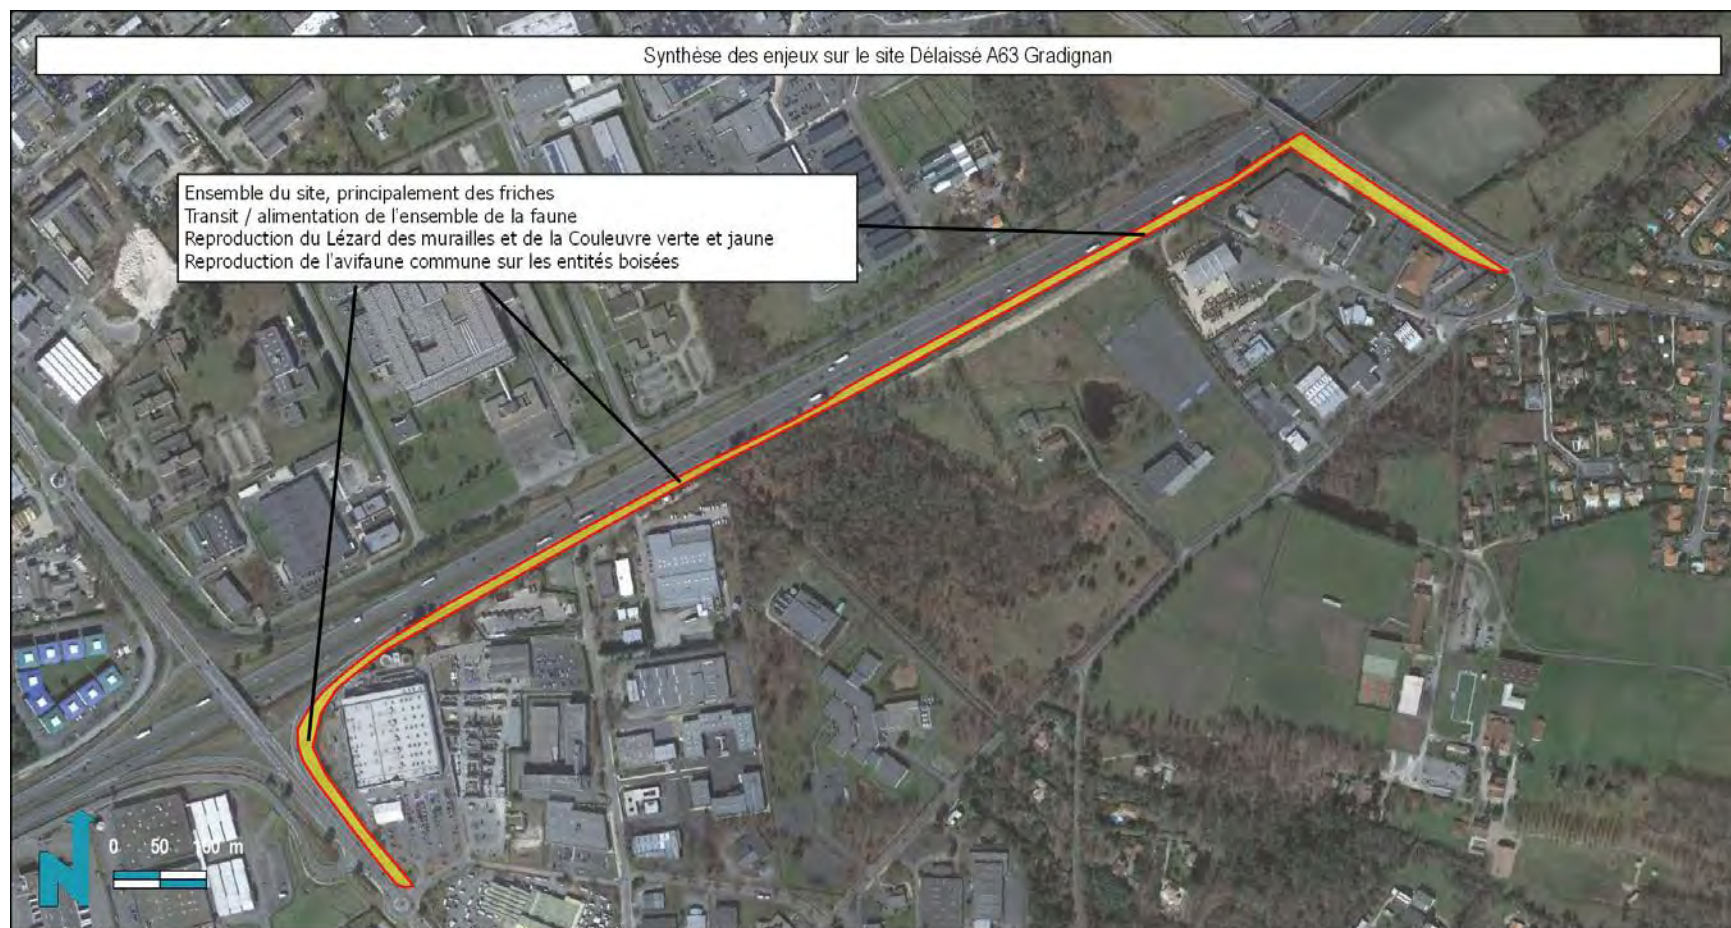 Synthèse des enjeux sur le site Délaissé A63 Gradignan
Ensemble du site, principalement des friches
Transit / alimentation de l'ensemble de la faune
Reproduction du Lézard des murailles et de la Couleuvre verte et jaune
Reproduction de l'avifaune commune sur les entités boisées
N
0 50 100 m